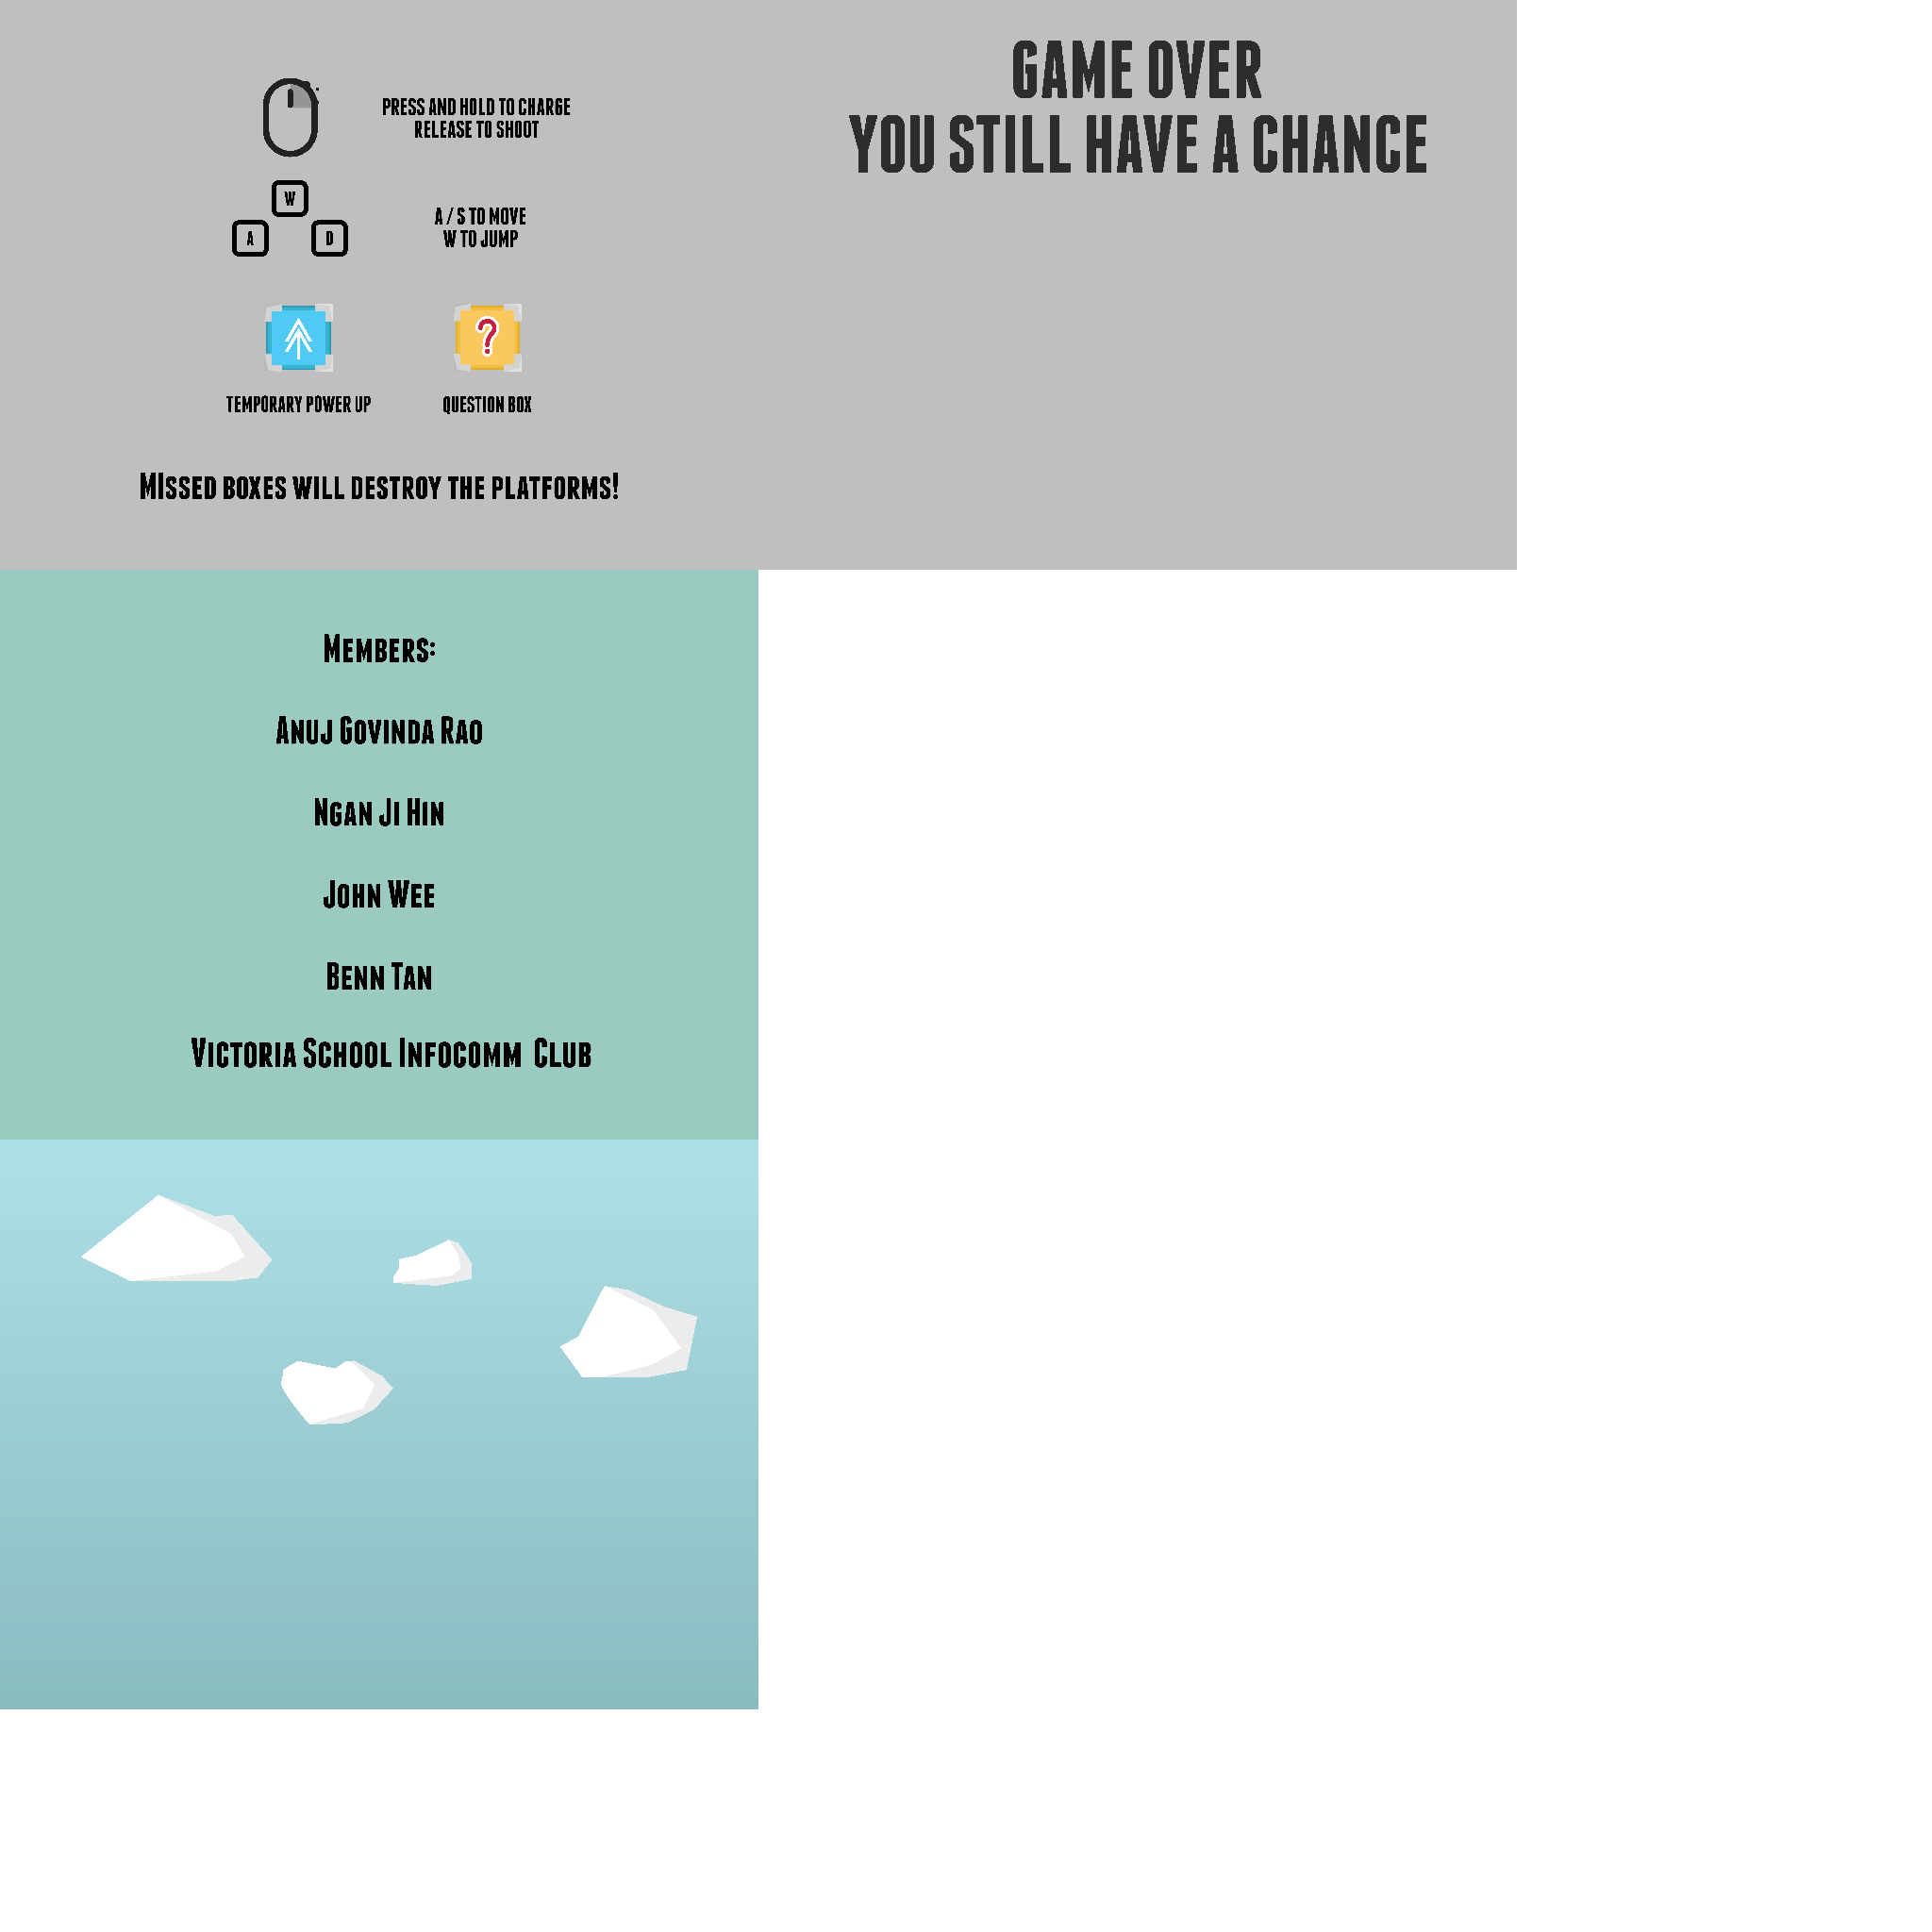 PRESS AND HOLD TO CHARGE
RELEASE TO SHOOT
W
A D
A / S TO MOVE
W TO JUMP
?
TEMPORARY POWER UP
QUESTION BOX
MISSED BOXES WILL DESTROY THE PLATFORMS!
GAME OVER
YOU STILL HAVE A CHANCE
MEMBERS:
ANUJ GOVINDA RAO
NGAN JI HIN
JOHN WEE
BENN TAN
VICTORIA SCHOOL INFOCOMM CLUB